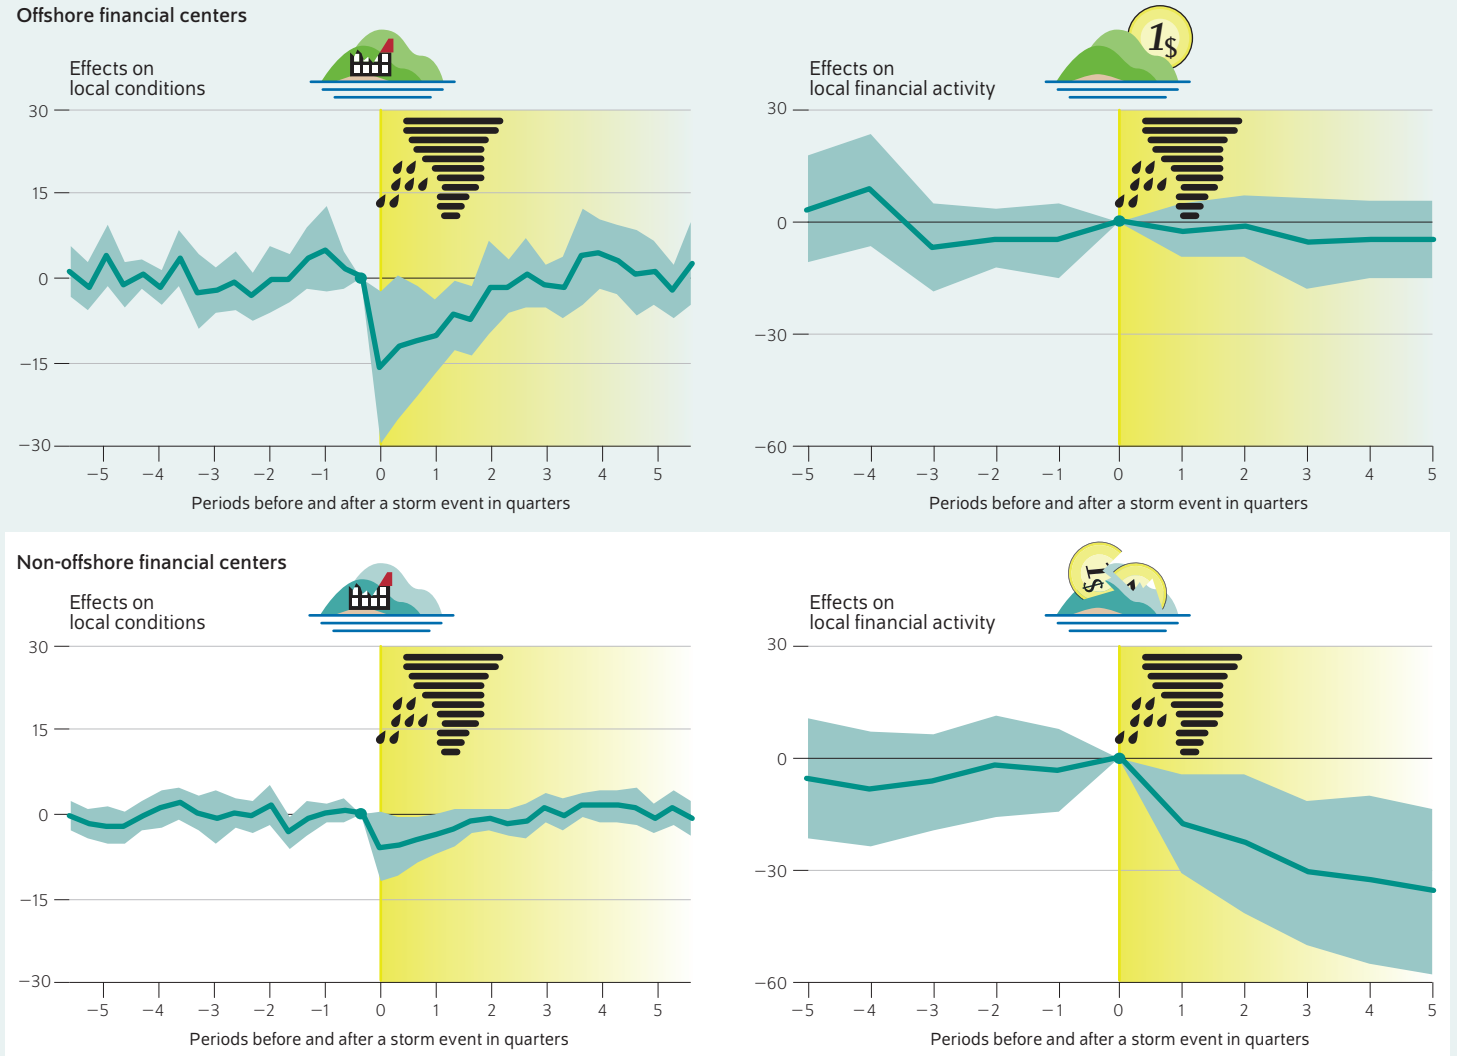 Offshore financial centers
Effects on
local conditions
30
15
0
−15
−30
−5 −4 −3 −2 −1 0 1 2 3 4 5
Periods before and after a storm event in quarters
1$
Effects on
local financial activity
30
0
−30
−60
−5 −4 −3 −2 −1 0 1 2 3 4 5
Periods before and after a storm event in quarters
Non-offshore financial centers
Effects on
local conditions
30
15
0
−15
−30
−5 −4 −3 −2 −1 0 1 2 3 4 5
Periods before and after a storm event in quarters
1$
Effects on
local financial activity
30
0
−30
−60
−5 −4 −3 −2 −1 0 1 2 3 4 5
Periods before and after a storm event in quarters